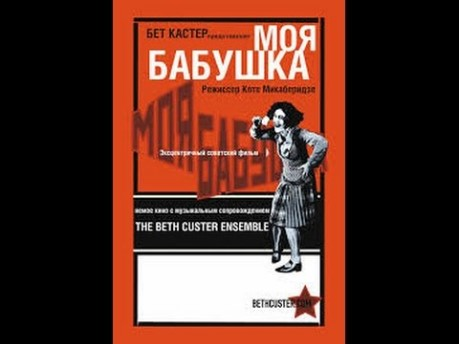 БЕТ КАСТЕР представляет МОЯ
БАБУШКА
Режиссер Коте Микаберидзе
МОЯ
БАБУШКА
Эксцентричный советский фильм
немое кино с музыкальным сопровождением
THE BETH CUSTER ENSEMBLE
BETHCUSTER.COM